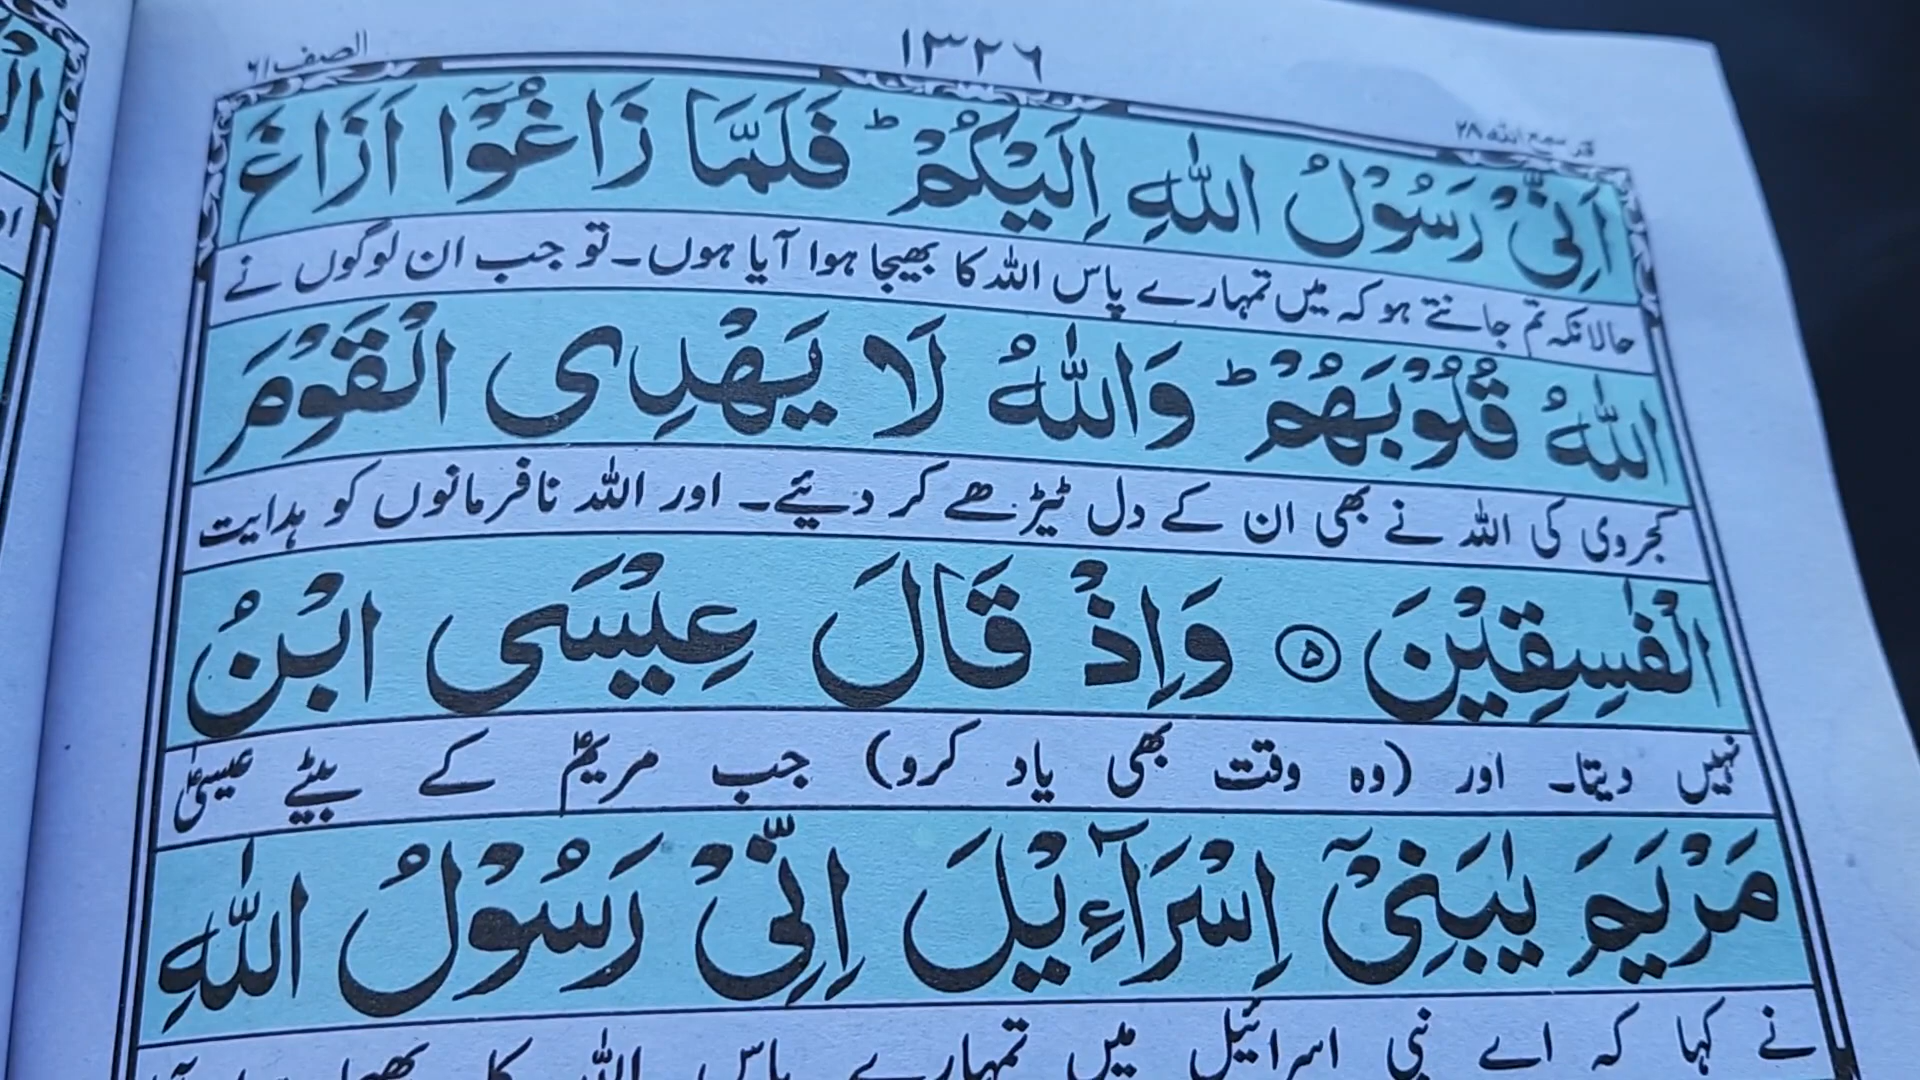 الصف ٦١
١٣٢٦
قد سمع الله ٢٨
اَنِّیْ رَسُوْلُ اللّٰهِ اِلَیْكُمْ ؕ فَلَمَّا زَاغُوْۤا اَزَاغَ
حالانکہ تم جانتے ہو کہ میں تمہارے پاس اللہ کا بھیجا ہوا آیا ہوں۔ تو جب ان لوگوں نے
اللّٰهُ قُلُوْبَهُمْ ؕ وَاللّٰهُ لَا یَهْدِی الْقَوْمَ
کجروی کی اللہ نے بھی ان کے دل ٹیڑھے کر دیئے۔ اور اللہ نافرمانوں کو ہدایت
الْفٰسِقِیْنَ ۵ وَاِذْ قَالَ عِیْسَی ابْنُ
نہیں دیتا۔ اور (وہ وقت بھی یاد کرو) جب مریمؑ کے بیٹے عیسیٰؑ
مَرْیَمَ یٰبَنِیْۤ اِسْرَآءِیْلَ اِنِّیْ رَسُوْلُ اللّٰهِ
نے کہا کہ اے بنی اسرائیل میں تمہارے پاس اللہ کا